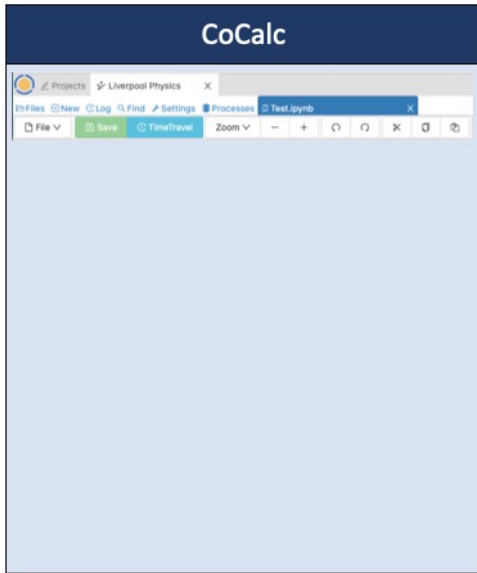 CoCalc
Projects Liverpool Physics X
Files New Log Find Settings Processes Test.ipynb X
File Save TimeTravel Zoom − +